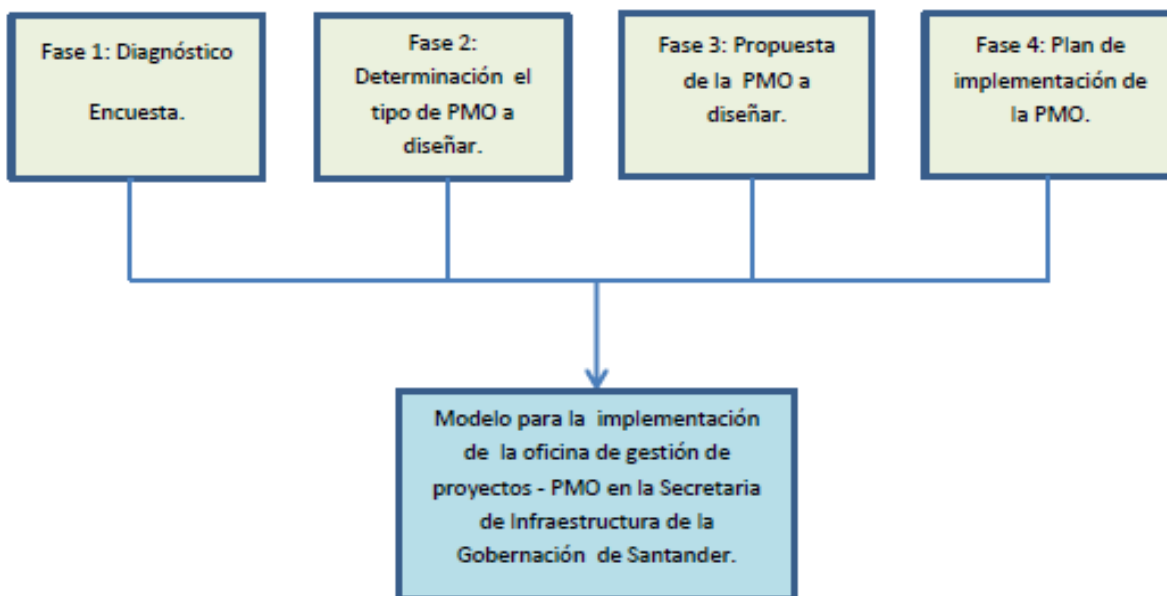 Fase 1: Diagnóstico
Encuesta.
Fase 2:
Determinación el
tipo de PMO a
diseñar.
Fase 3: Propuesta
de la PMO a
diseñar.
Fase 4: Plan de
implementación de
la PMO.
Modelo para la implementación
de la oficina de gestión de
proyectos - PMO en la Secretaria
de Infraestructura de la
Gobernación de Santander.